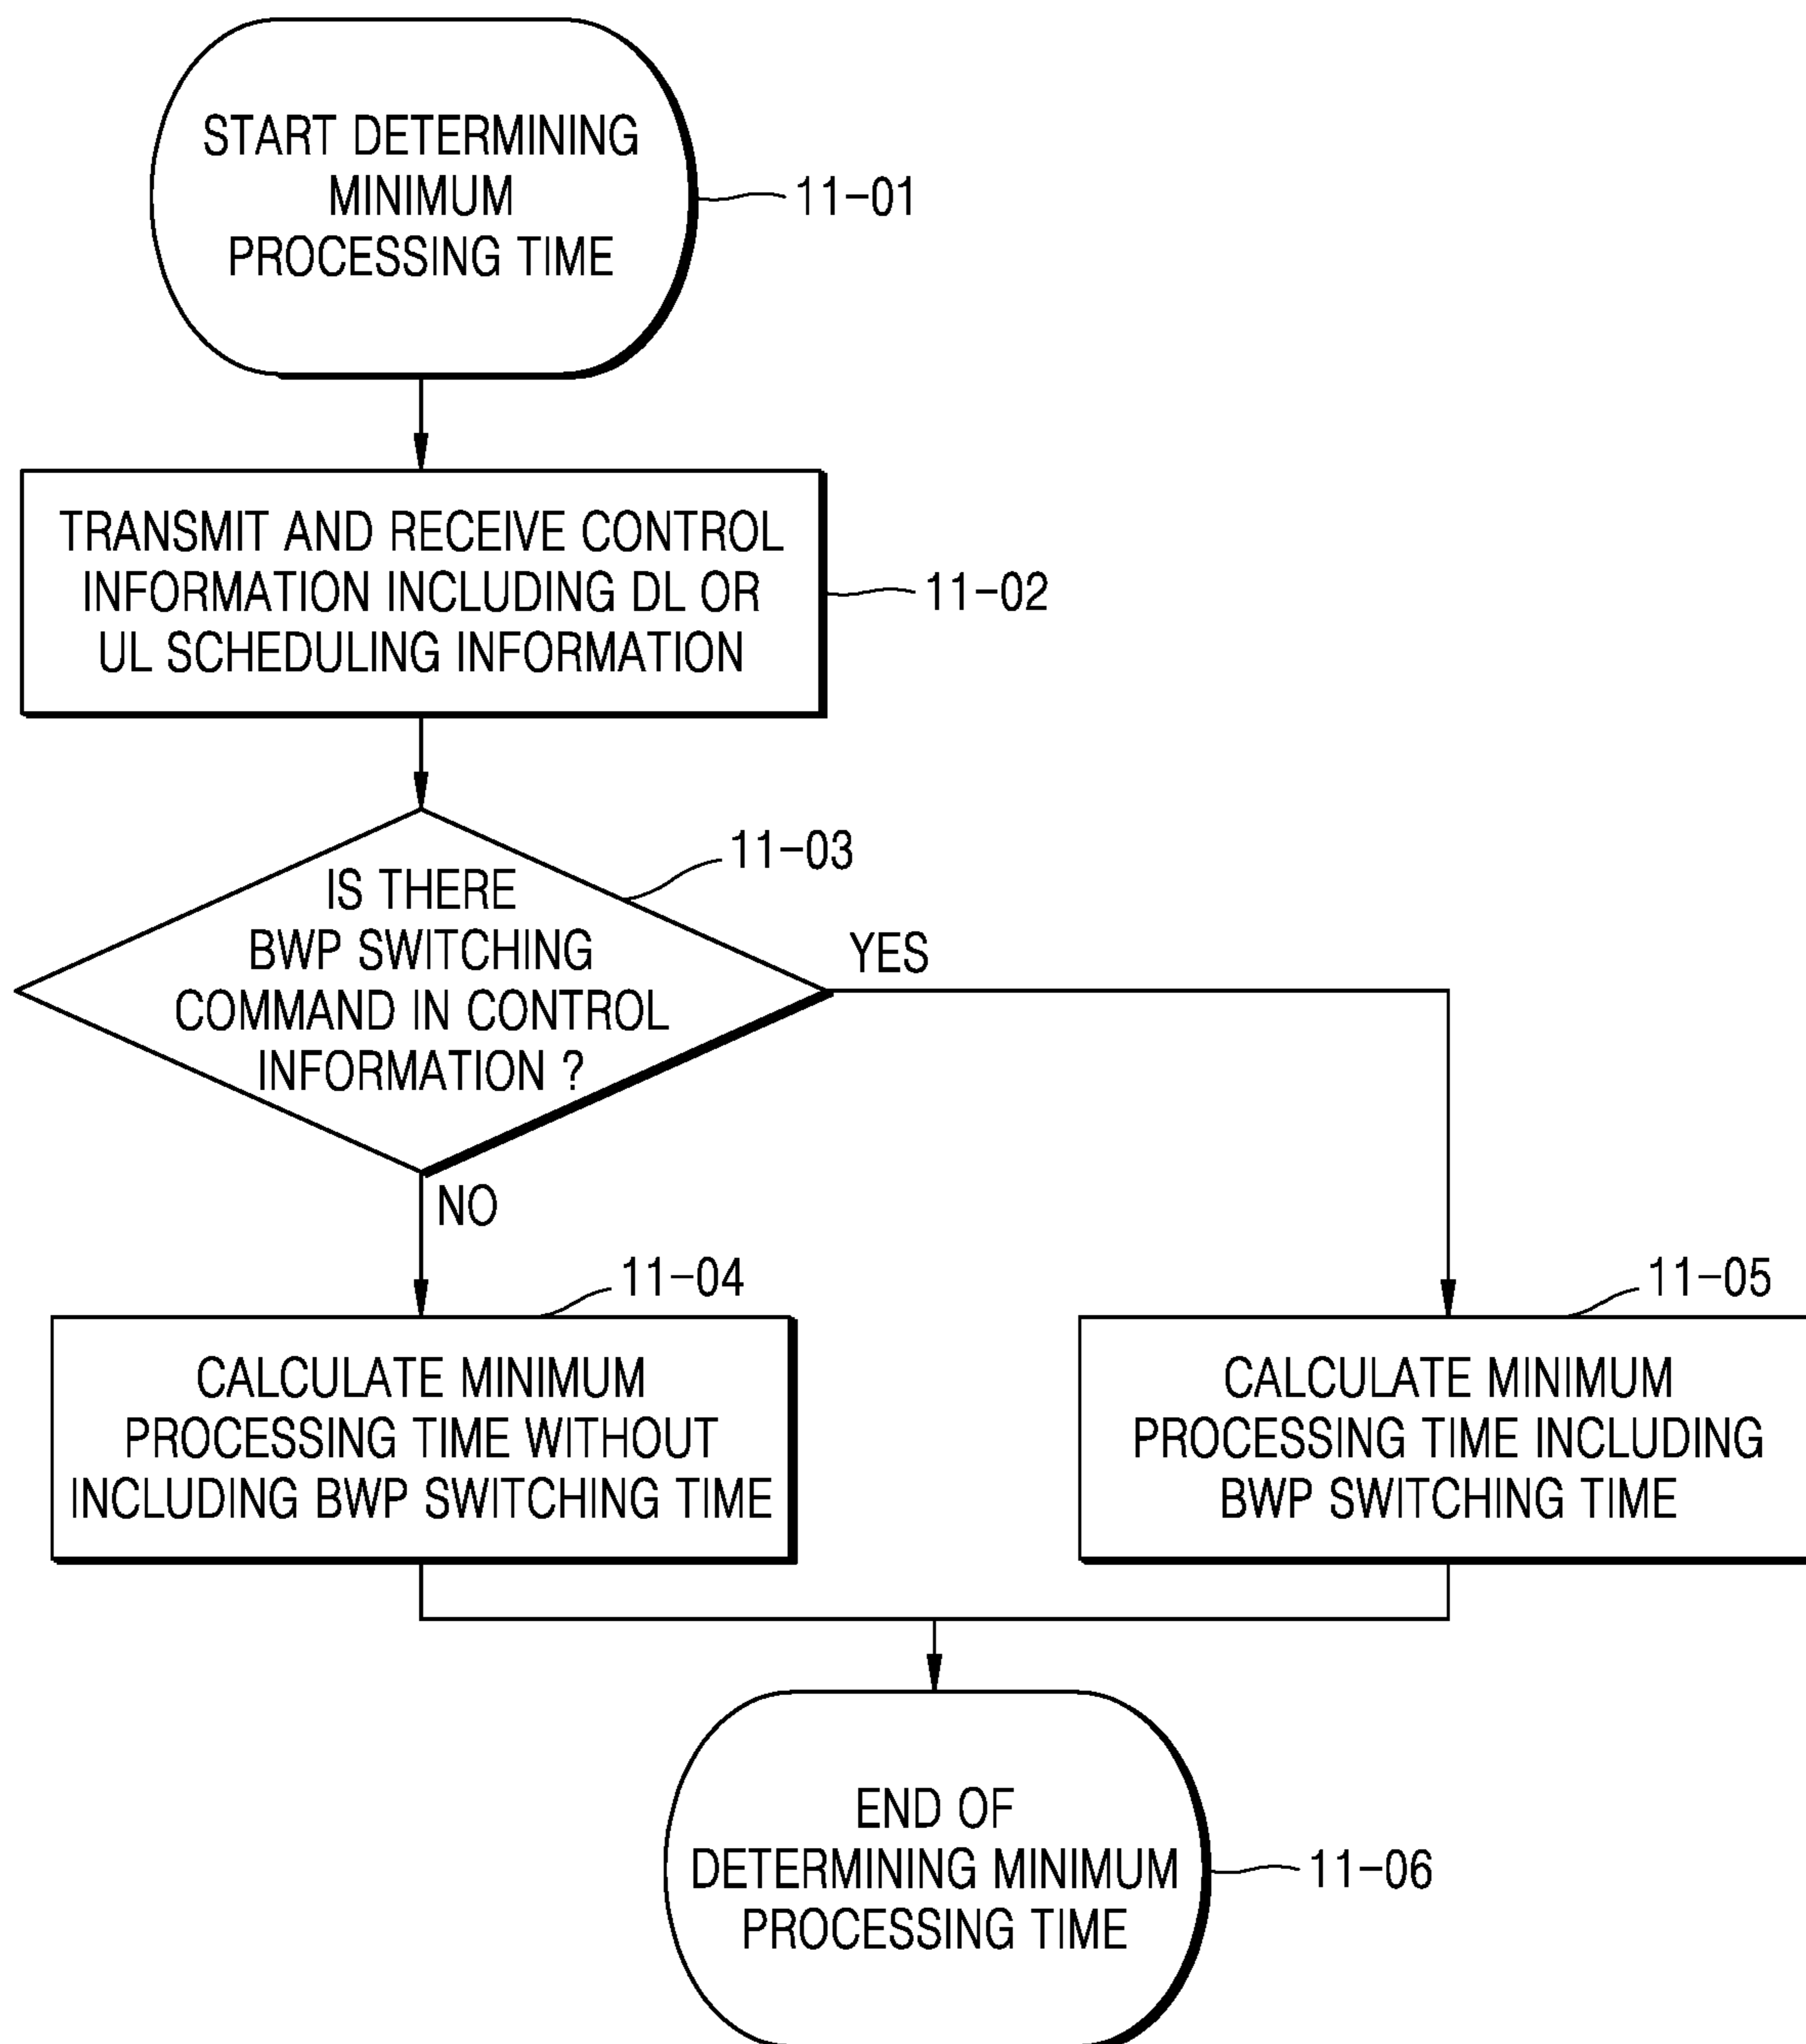 START DETERMINING
MINIMUM
PROCESSING TIME
11-01
TRANSMIT AND RECEIVE CONTROL
INFORMATION INCLUDING DL OR
UL SCHEDULING INFORMATION
11-02
11-03
IS THERE
BWP SWITCHING
COMMAND IN CONTROL
INFORMATION ?
YES
NO
11-04
CALCULATE MINIMUM
PROCESSING TIME WITHOUT
INCLUDING BWP SWITCHING TIME
11-05
CALCULATE MINIMUM
PROCESSING TIME INCLUDING
BWP SWITCHING TIME
END OF
DETERMINING MINIMUM
PROCESSING TIME
11-06